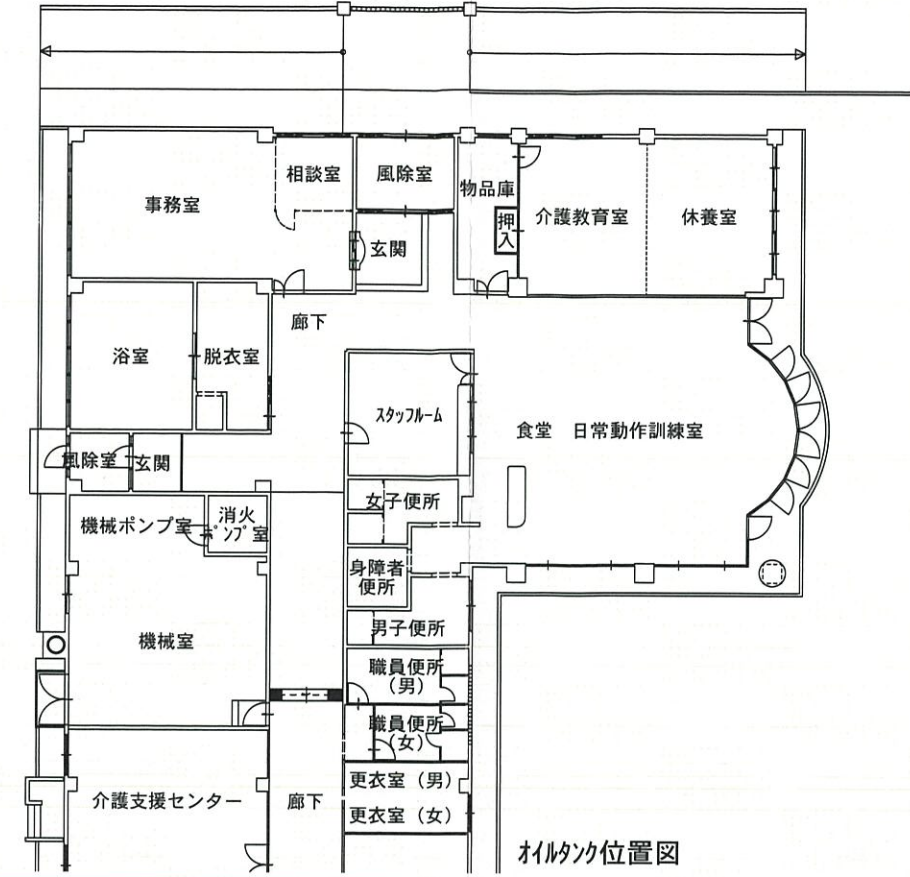 相談室
風除室
物品庫
事務室
押
入
介護教育室
休養室
玄関
廊下
浴室
脱衣室
スタッフルーム
食堂　日常動作訓練室
風除室
玄関
女子便所
機械ポンプ室
消火
ポンプ室
身障者
便所
男子便所
機械室
職員便所
（男）
職員便所
（女）
更衣室（男）
介護支援センター
廊下
更衣室（女）
オイルタンク位置図